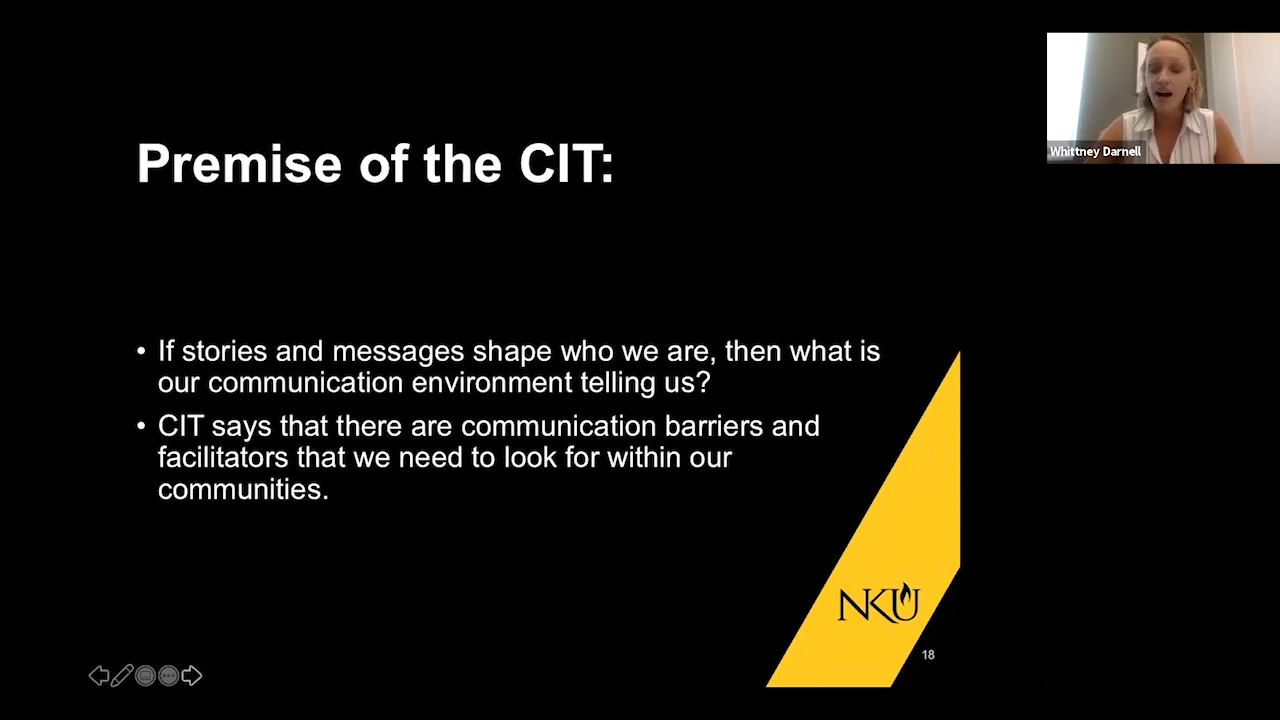 Premise of the CIT:
• If stories and messages shape who we are, then what is
our communication environment telling us?
• CIT says that there are communication barriers and
facilitators that we need to look for within our
communities.
NKU
18
Whittney Darnell